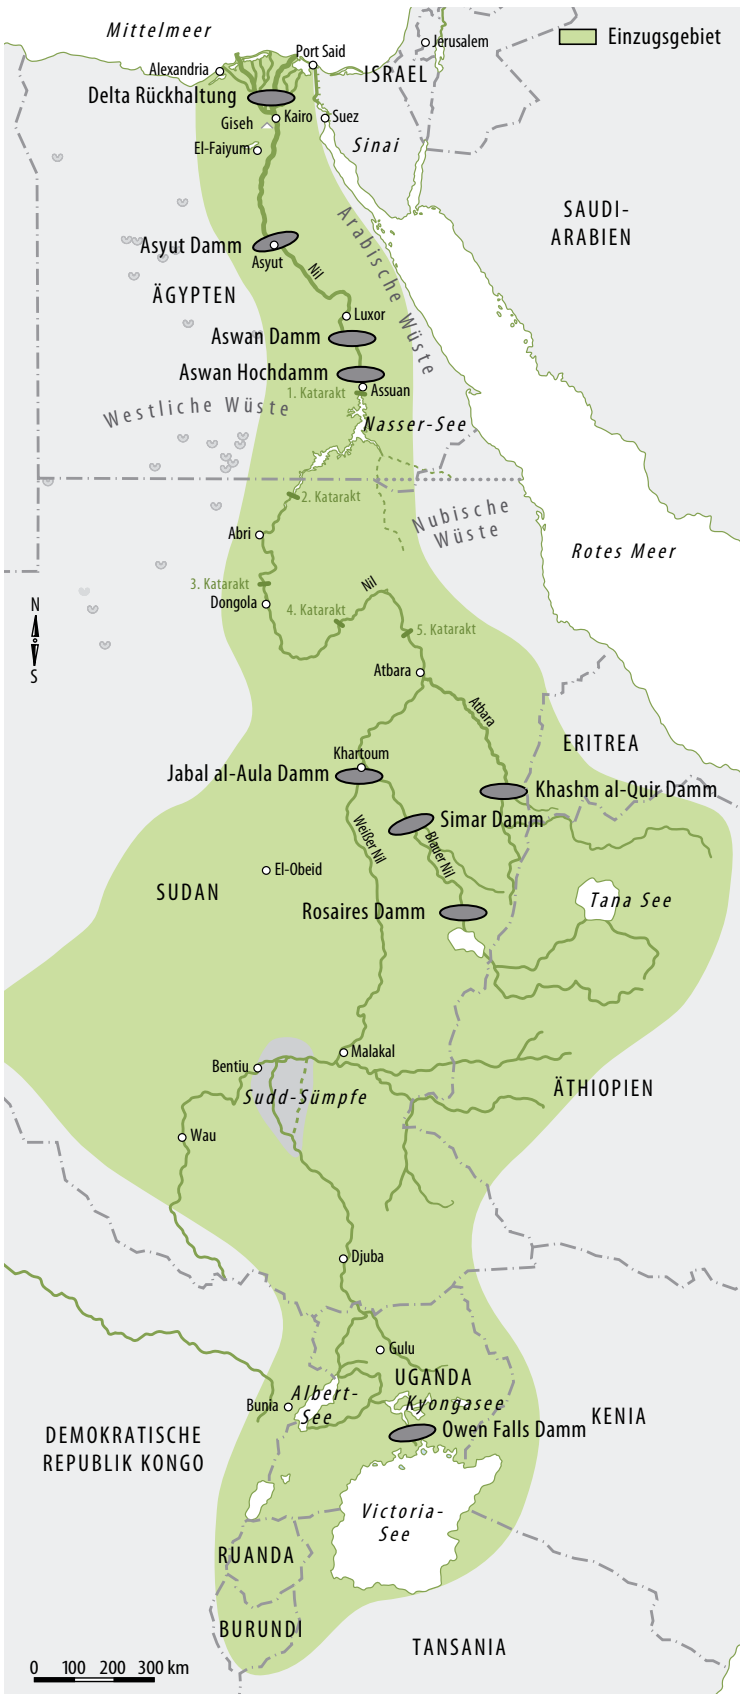 Mittelmeer
Jerusalem
Einzugsgebiet
Port Said
Alexandria
ISRAEL
Delta Rückhaltung
Giseh
Kairo
Suez
Sinai
El-Faiyum
SAUDI-
ARABIEN
Arabische Wüste
Asyut Damm
Asyut
Nil
ÄGYPTEN
Luxor
Aswan Damm
Aswan Hochdamm
1. Katarakt
Assuan
Westliche Wüste
Nasser-See
2. Katarakt
Nubische
Wüste
Abri
Rotes Meer
3. Katarakt
Nil
Dongola
4. Katarakt
5. Katarakt
N
S
Atbara
Atbara
ERITREA
Khartoum
Jabal al-Aula Damm
Khashm al-Quir Damm
Simar Damm
Weißer Nil
Blauer Nil
El-Obeid
SUDAN
Tana See
Rosaires Damm
Malakal
Bentiu
ÄTHIOPIEN
Sudd-Sümpfe
Wau
Djuba
Gulu
UGANDA
Albert-
See
Kyongasee
Bunia
KENIA
Owen Falls Damm
DEMOKRATISCHE
REPUBLIK KONGO
Victoria-
See
RUANDA
BURUNDI
TANSANIA
0 100 200 300 km